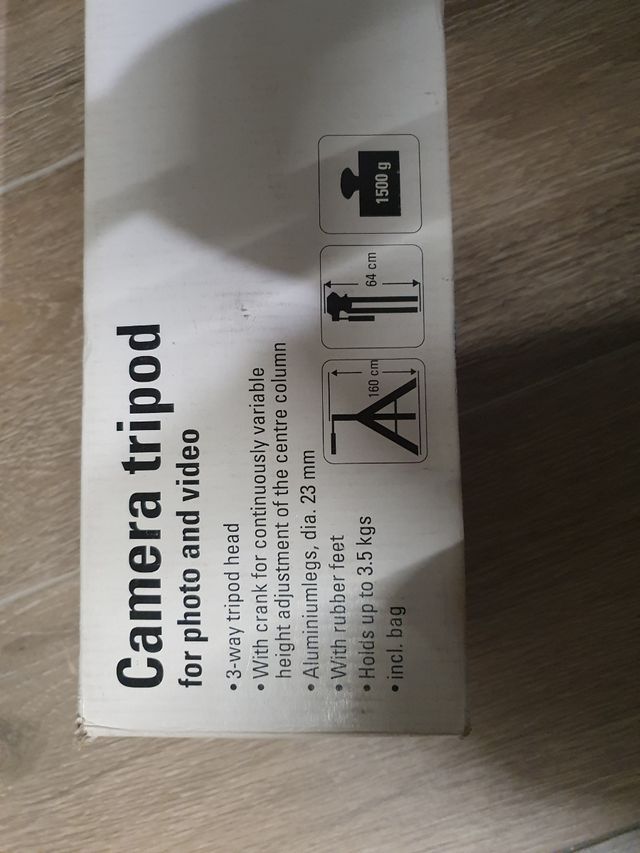 Camera tripod
for photo and video
• 3-way tripod head
• With crank for continuously variable
height adjustment of the centre column
• Aluminiumlegs, dia. 23 mm
• With rubber feet
• Holds up to 3.5 kgs
• incl. bag
160 cm
64 cm
1500 g